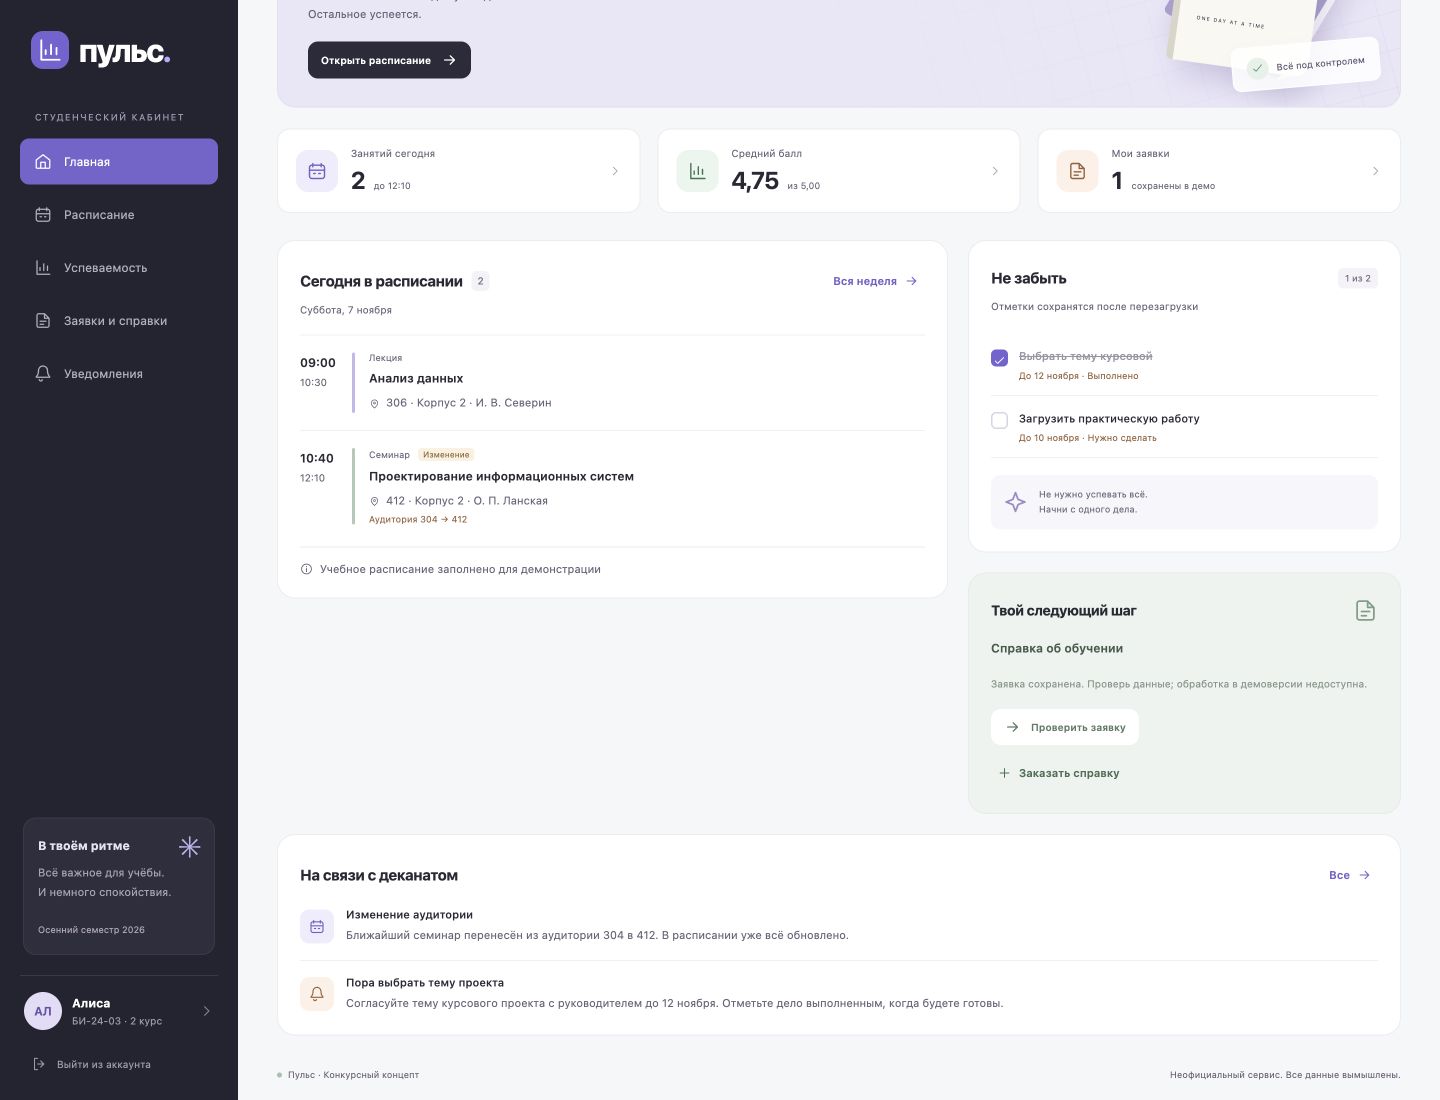 пульс.
СТУДЕНЧЕСКИЙ КАБИНЕТ
Главная
Расписание
Успеваемость
Заявки и справки
Уведомления
В твоём ритме
Всё важное для учёбы.
И немного спокойствия.
Осенний семестр 2026
АЛ
Алиса
БИ-24-03 · 2 курс
Выйти из аккаунта
Остальное успеется.
Открыть расписание
ONE DAY AT A TIME
Всё под контролем
Занятий сегодня
2 до 12:10
Средний балл
4,75 из 5,00
Мои заявки
1 сохранены в демо
Сегодня в расписании 2
Вся неделя
Суббота, 7 ноября
09:00
10:30
Лекция
Анализ данных
306 · Корпус 2 · И. В. Северин
10:40
12:10
Семинар Изменение
Проектирование информационных систем
412 · Корпус 2 · О. П. Ланская
Аудитория 304 → 412
Учебное расписание заполнено для демонстрации
Не забыть
1 из 2
Отметки сохранятся после перезагрузки
Выбрать тему курсовой
До 12 ноября · Выполнено
Загрузить практическую работу
До 10 ноября · Нужно сделать
Не нужно успевать всё.
Начни с одного дела.
Твой следующий шаг
Справка об обучении
Заявка сохранена. Проверь данные; обработка в демоверсии недоступна.
Проверить заявку
Заказать справку
На связи с деканатом
Все
Изменение аудитории
Ближайший семинар перенесён из аудитории 304 в 412. В расписании уже всё обновлено.
Пора выбрать тему проекта
Согласуйте тему курсового проекта с руководителем до 12 ноября. Отметьте дело выполненным, когда будете готовы.
Пульс · Конкурсный концепт
Неофициальный сервис. Все данные вымышлены.